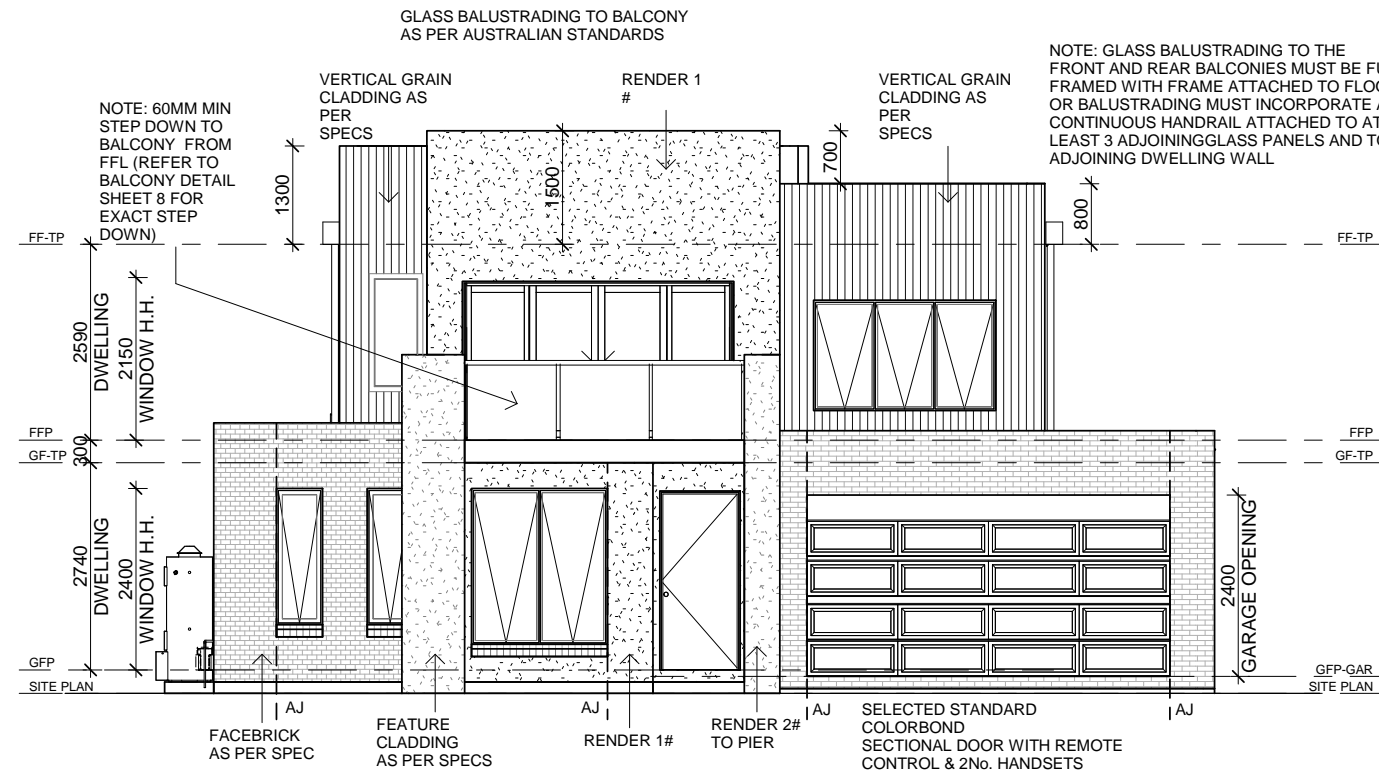 GLASS BALUSTRADING TO BALCONY
AS PER AUSTRALIAN STANDARDS
NOTE: GLASS BALUSTRADING TO THE
FRONT AND REAR BALCONIES MUST BE
FRAMED WITH FRAME ATTACHED TO
OR BALUSTRADING MUST INCORPORATE
CONTINUOUS HANDRAIL ATTACHED TO
LEAST 3 ADJOININGGLASS PANELS AND
ADJOINING DWELLING WALL
VERTICAL GRAIN
CLADDING AS
PER
SPECS
RENDER 1
#
VERTICAL GRAIN
CLADDING AS
PER
SPECS
NOTE: 60MM MIN
STEP DOWN TO
BALCONY FROM
FFL (REFER TO
BALCONY DETAIL
SHEET 8 FOR
EXACT STEP
DOWN)
1300
1500
700
800
FF-TP
FF-TP
2590
DWELLING
2150
WINDOW H.H.
FFP
FFP
300
GF-TP
GF-TP
2740
DWELLING
2400
WINDOW H.H.
2400
GARAGE OPENING
GFP
GFP-GAR
SITE PLAN
SITE PLAN
AJ
AJ
AJ
AJ
FACEBRICK
AS PER SPEC
FEATURE
CLADDING
AS PER SPECS
RENDER 1#
RENDER 2#
TO PIER
SELECTED STANDARD
COLORBOND
SECTIONAL DOOR WITH REMOTE
CONTROL & 2No. HANDSETS